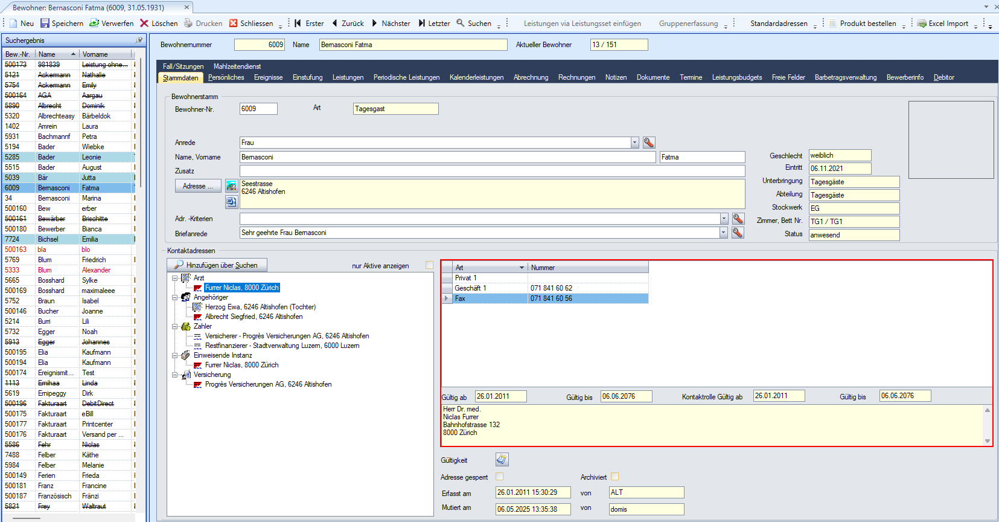 Bewohner: Bernasconi Fatma (6009, 31.05.1931)
Neu Speichern Verwerfen Löschen Drucken Schliessen Erster Zurück Nächster Letzter Suchen Leistungen via Leistungsset einfügen Gruppenerfassung Standardadressen Produkt bestellen Excel Import
Suchergebnis
Bew.-Nr. Name Vorname
500173 981839 Leistung ohne...
5121 Ackermann Nathalie
5754 Ackermann Emily
500164 AGA Aargau
5890 Albrecht Dominik
5320 Albrechteasy Bärbeldok
1402 Amrein Laura
5931 Bachmannf Petra
5194 Bader Wiebke
5285 Bader Leonie
5515 Bader August
5039 Bär Jutta
6009 Bernasconi Fatma
34 Bernasconi Marina
500160 Bew erber
500161 Bewärber Brischitte
500180 Bewerber Bianca
7724 Bichsel Emilia
500163 bla blo
5769 Blum Friedrich
5333 Blum Alexander
5665 Bosshard Sylke
500169 Bosshard maximaleee
5752 Braun Isabel
500146 Bucher Joanne
5214 Burri Lili
5732 Egger Noah
5913 Egger Johannes
500195 Elia Kaufmann
500194 Elia Kaufmann
500174 Ereignismit... Test
1113 Emihaa Linda
5619 Emipeggy Dirk
500196 Fakturaart DebitDirect
500175 Fakturaart eBill
500177 Fakturaart Printcenter
500176 Fakturaart Versand per ...
5586 Fehr Niclas
7488 Felber Käthe
5984 Felber Melanie
500149 Ferien Frieda
500181 Franz Francine
500187 Französisch Fränzi
5821 Frey Waltraut
Bewohnernummer 6009 Name Bernasconi Fatma Aktueller Bewohner 13 / 151
Fall/Sitzungen Mahlzeitendienst
Stammdaten Persönliches Ereignisse Einstufung Leistungen Periodische Leistungen Kalenderleistungen Abrechnung Rechnungen Notizen Dokumente Termine Leistungsbudgets Freie Felder Barbetragsverwaltung Bewerberinfo Debitor
Bewohnerstamm
Bewohner-Nr. 6009 Art Tagesgast
Anrede Frau
Name, Vorname Bernasconi Fatma
Zusatz
Adresse ... Seestrasse
6246 Altishofen
Adr. -Kriterien
Briefanrede Sehr geehrte Frau Bernasconi
Geschlecht weiblich
Eintritt 06.11.2021
Unterbringung Tagesgäste
Abteilung Tagesgäste
Stockwerk EG
Zimmer, Bett Nr. TG1 / TG1
Status anwesend
Kontaktadressen
Hinzufügen über Suchen nur Aktive anzeigen
Arzt
Furrer Niclas, 8000 Zürich
Angehöriger
Herzog Ewa, 6246 Altishofen (Tochter)
Albrecht Siegfried, 6246 Altishofen
Zahler
Versicherer - Progrès Versicherungen AG, 6246 Altishofen
Restfinanzierer - Stadtverwaltung Luzern, 6000 Luzern
Einweisende Instanz
Furrer Niclas, 8000 Zürich
Versicherung
Progrès Versicherungen AG, 6246 Altishofen
Art Nummer
Privat 1
Geschäft 1 071 841 60 62
Fax 071 841 60 56
Gültig ab 26.01.2011 Gültig bis 06.06.2076 Kontaktrolle Gültig ab 26.01.2011 Gültig bis 06.06.2076
Herr Dr. med.
Niclas Furrer
Bahnhofstrasse 132
8000 Zürich
Gültigkeit
Adresse gesperrt Archiviert
Erfasst am 26.01.2011 15:30:29 von ALT
Mutiert am 06.05.2025 13:35:38 von domis